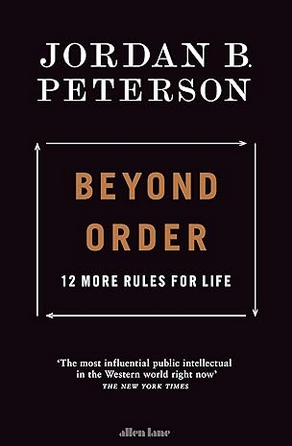 JORDAN B.
PETERSON
BEYOND
ORDER
12 MORE RULES FOR LIFE
‘The most influential public intellectual
in the Western world right now’
THE NEW YORK TIMES
allen lane